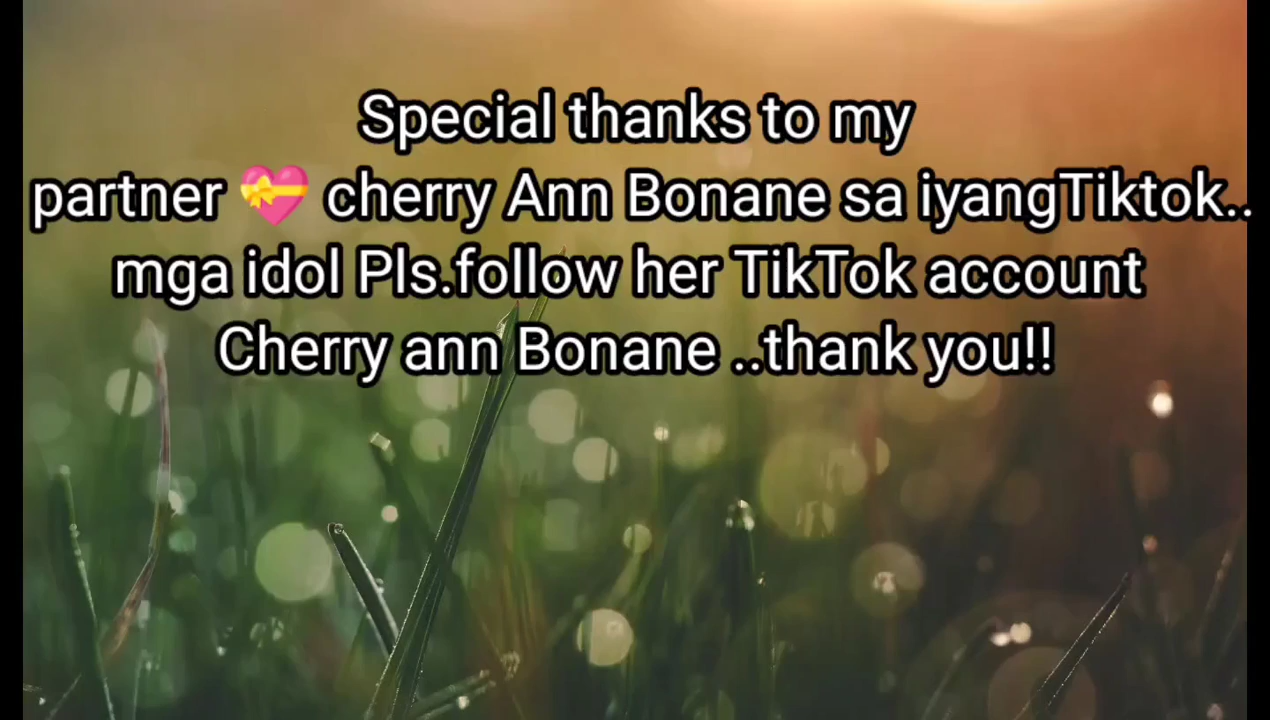 Special thanks to my
partner 💝 cherry Ann Bonane sa iyangTiktok..
mga idol Pls.follow her TikTok account
Cherry ann Bonane ..thank you!!